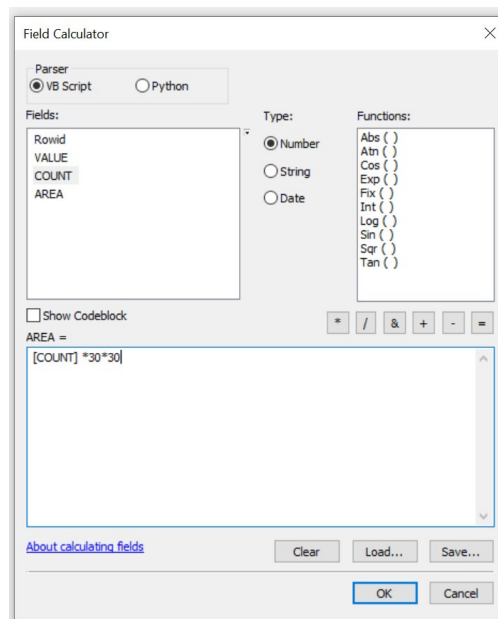 Field Calculator
Parser
VB Script
Python
Fields:
Type:
Functions:
Rowid
VALUE
COUNT
AREA
Number
String
Date
Abs ( )
Atn ( )
Cos ( )
Exp ( )
Fix ( )
Int ( )
Log ( )
Sin ( )
Sqr ( )
Tan ( )
Show Codeblock
* / & + - =
AREA =
[COUNT] *30*30
About calculating fields
Clear
Load...
Save...
OK
Cancel